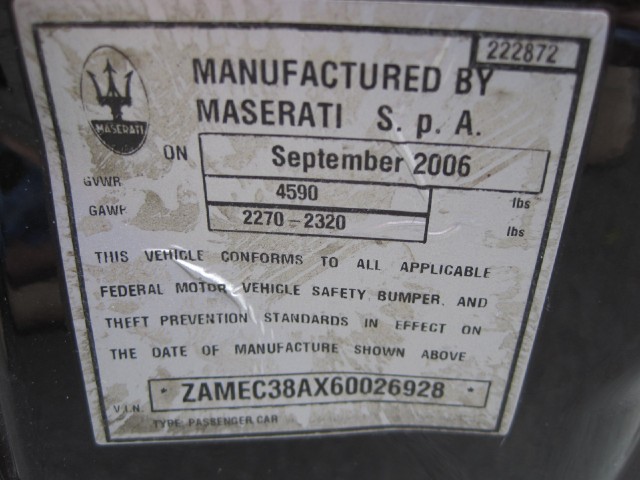 222872
MANUFACTURED BY
MASERATI S. p. A.
MASERATI
ON September 2006
GVWR 4590 lbs
GAWR 2270-2320 lbs
THIS VEHICLE CONFORMS TO ALL APPLICABLE
FEDERAL MOTOR VEHICLE SAFETY BUMPER, AND
THEFT PREVENTION STANDARDS IN EFFECT ON
THE DATE OF MANUFACTURE SHOWN ABOVE
V.I.N. · ZAMEC38AX60026928 ·
TYPE: PASSENGER CAR